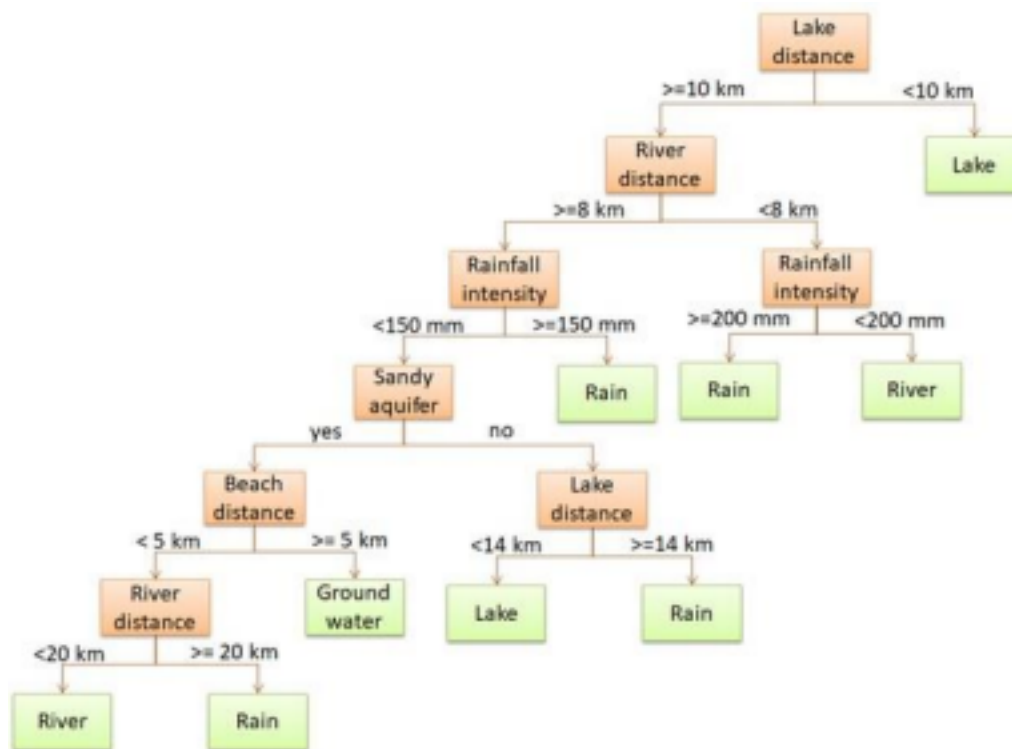 Lake
distance
>=10 km
<10 km
River
distance
Lake
>=8 km
<8 km
Rainfall
intensity
Rainfall
intensity
<150 mm
>=150 mm
>=200 mm
<200 mm
Sandy
aquifer
Rain
Rain
River
yes
no
Beach
distance
Lake
distance
< 5 km
>= 5 km
<14 km
>=14 km
River
distance
Ground
water
Lake
Rain
<20 km
>= 20 km
River
Rain